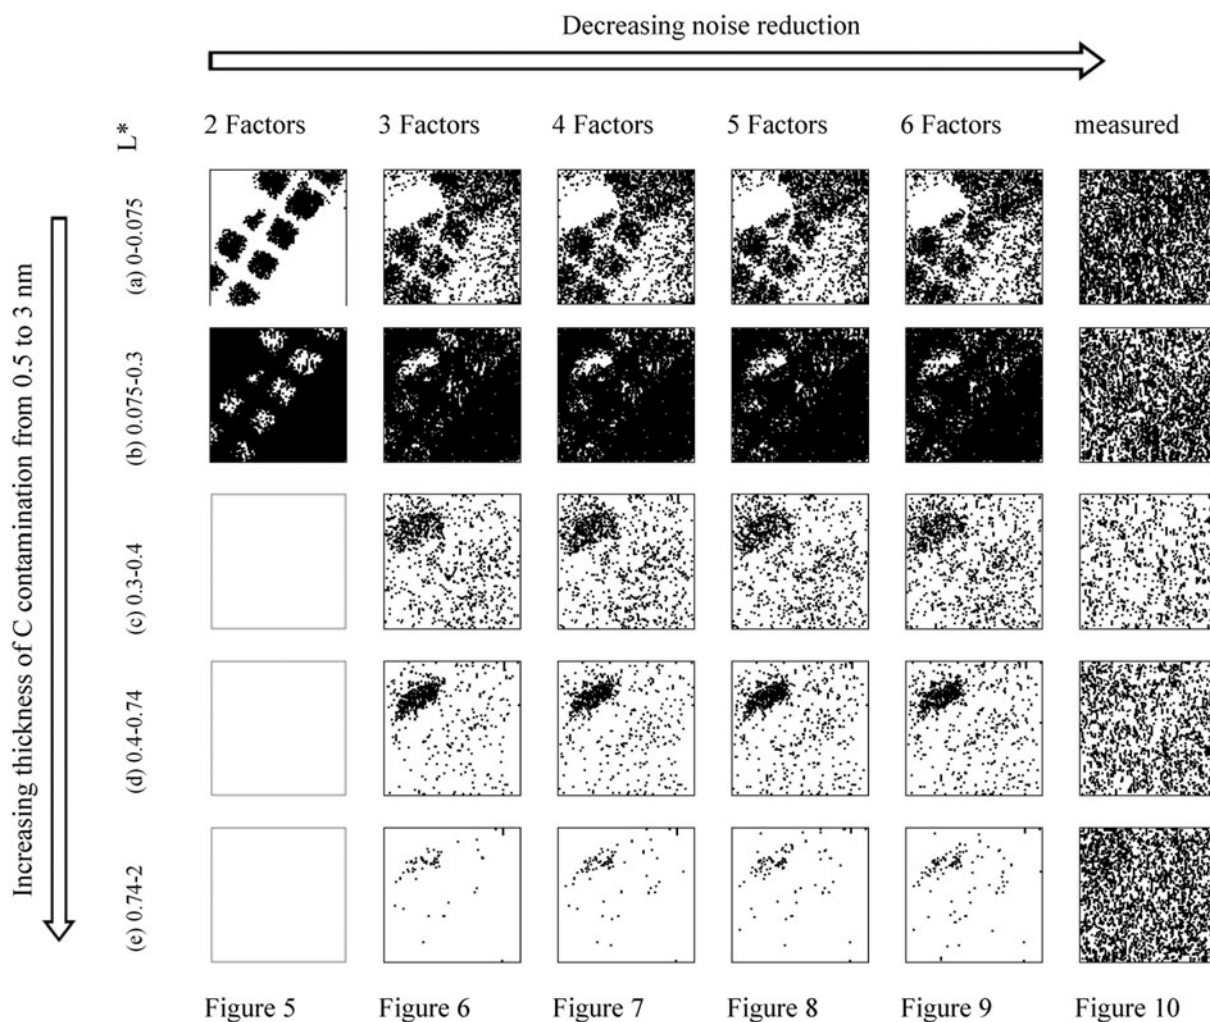 Decreasing noise reduction
L*
2 Factors
3 Factors
4 Factors
5 Factors
6 Factors
measured
Increasing thickness of C contamination from 0.5 to 3 nm
(a) 0-0.075
(b) 0.075-0.3
(c) 0.3-0.4
(d) 0.4-0.74
(e) 0.74-2
Figure 5
Figure 6
Figure 7
Figure 8
Figure 9
Figure 10